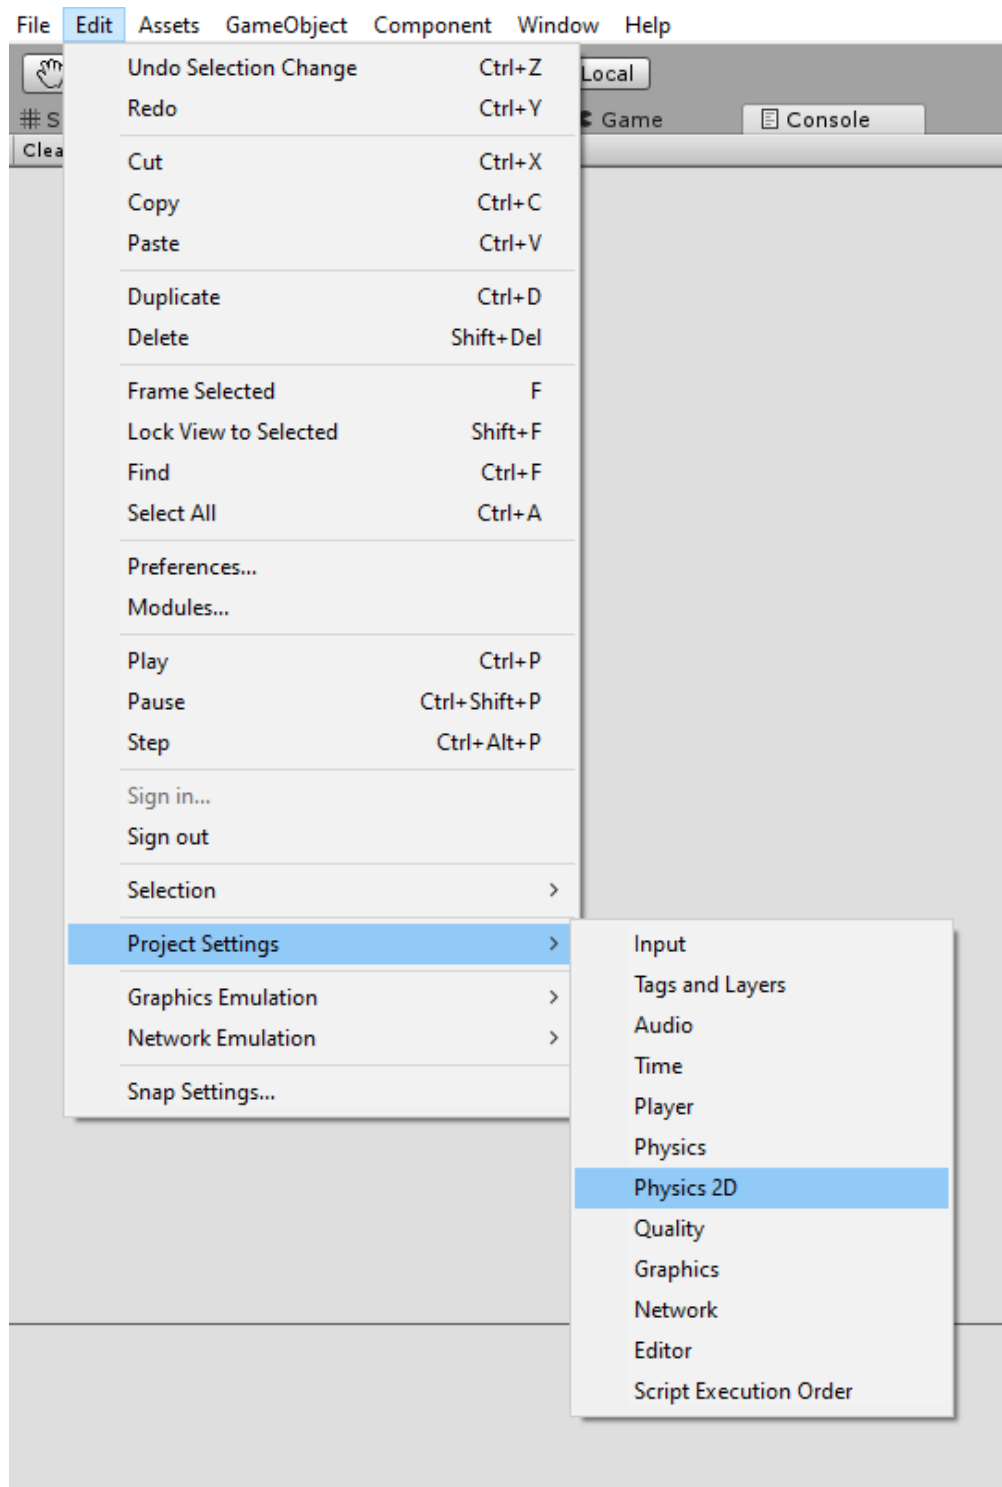 File Edit Assets GameObject Component Window Help
Local
# S Game Console
Clea
Undo Selection Change Ctrl+Z
Redo Ctrl+Y
Cut Ctrl+X
Copy Ctrl+C
Paste Ctrl+V
Duplicate Ctrl+D
Delete Shift+Del
Frame Selected F
Lock View to Selected Shift+F
Find Ctrl+F
Select All Ctrl+A
Preferences...
Modules...
Play Ctrl+P
Pause Ctrl+Shift+P
Step Ctrl+Alt+P
Sign in...
Sign out
Selection >
Project Settings >
Graphics Emulation >
Network Emulation >
Snap Settings...
Input
Tags and Layers
Audio
Time
Player
Physics
Physics 2D
Quality
Graphics
Network
Editor
Script Execution Order